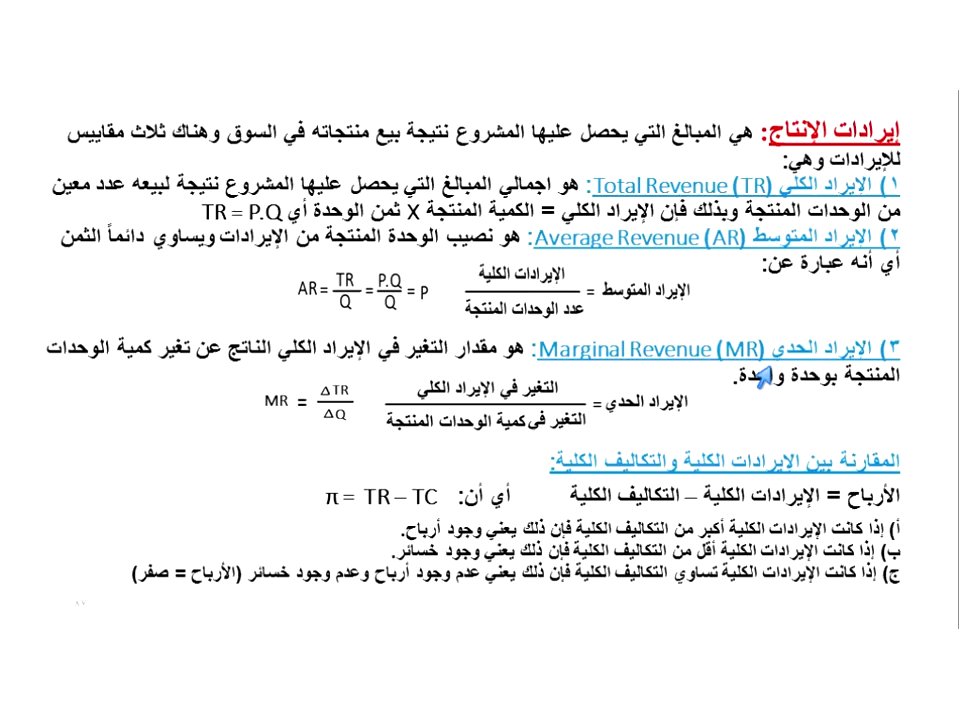 إيرادات الإنتاج: هي المبالغ التي يحصل عليها المشروع نتيجة بيع منتجاته في السوق وهناك ثلاث مقاييس
للإيرادات وهي:
١) الإيراد الكلي Total Revenue (TR): هو اجمالي المبالغ التي يحصل عليها المشروع نتيجة لبيعه عدد معين
من الوحدات المنتجة وبذلك فإن الإيراد الكلي = الكمية المنتجة X ثمن الوحدة أي TR = P.Q
٢) الإيراد المتوسط Average Revenue (AR): هو نصيب الوحدة المنتجة من الإيرادات ويساوي دائماً الثمن
أي أنه عبارة عن:
الإيراد المتوسط = الإيرادات الكلية / عدد الوحدات المنتجة AR = TR/Q = P.Q/Q = P
٣) الإيراد الحدي Marginal Revenue (MR): هو مقدار التغير في الإيراد الكلي الناتج عن تغير كمية الوحدات
المنتجة بوحدة واحدة.
الإيراد الحدي = التغير في الإيراد الكلي / التغير في كمية الوحدات المنتجة MR = ΔTR/ΔQ
المقارنة بين الإيرادات الكلية والتكاليف الكلية:
الأرباح = الإيرادات الكلية – التكاليف الكلية أي أن: π = TR – TC
أ) إذا كانت الإيرادات الكلية أكبر من التكاليف الكلية فإن ذلك يعني وجود أرباح.
ب) إذا كانت الإيرادات الكلية أقل من التكاليف الكلية فإن ذلك يعني وجود خسائر.
ج) إذا كانت الإيرادات الكلية تساوي التكاليف الكلية فإن ذلك يعني عدم وجود أرباح وعدم وجود خسائر (الأرباح = صفر)
١٧